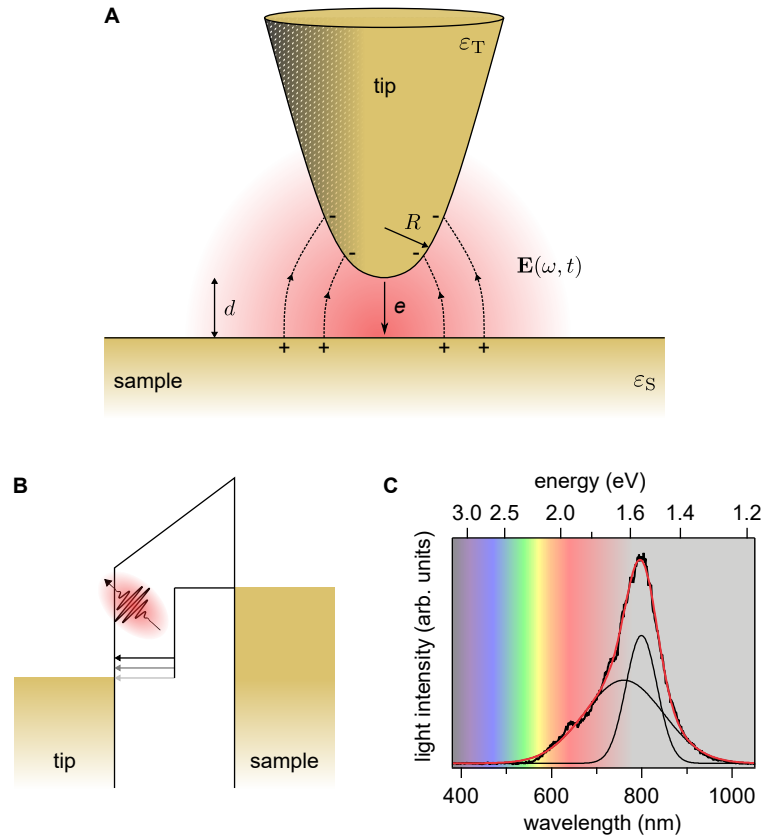 A
ε_T
tip
- -
R
- -
E(ω, t)
d
e
+ + + +
sample
ε_S
B
tip
sample
C
energy (eV)
3.0 2.5 2.0 1.6 1.4 1.2
light intensity (arb. units)
400 600 800 1000
wavelength (nm)